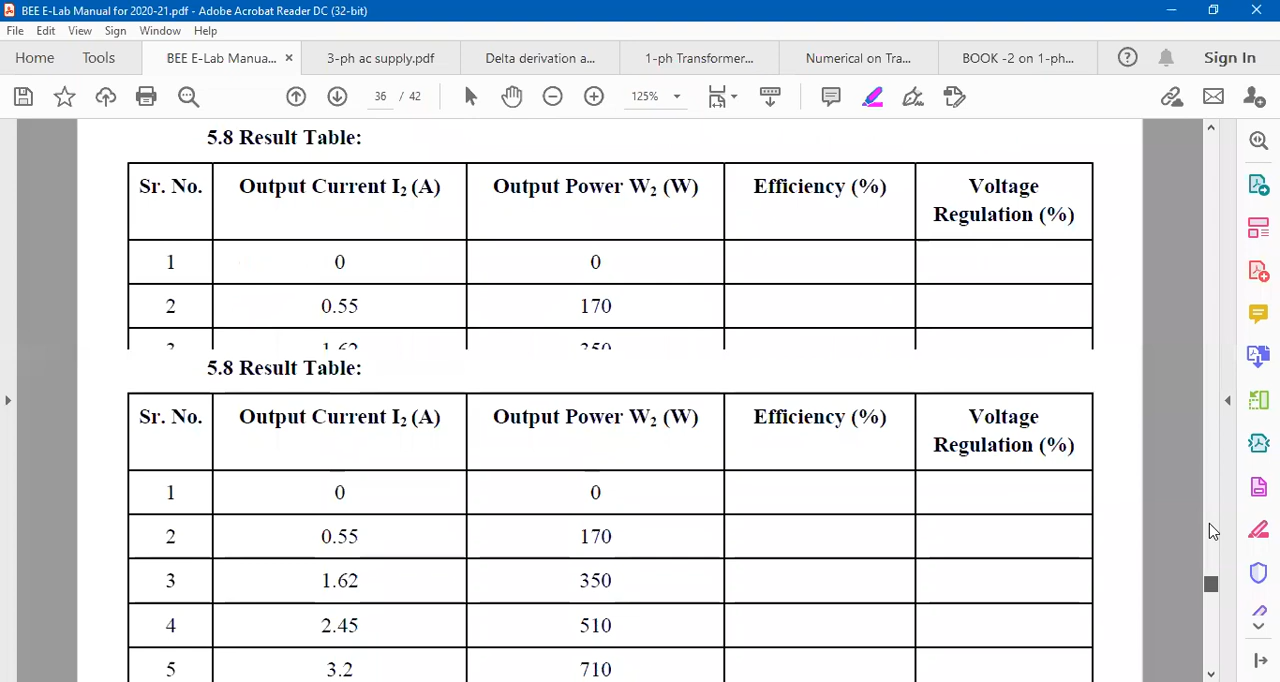 BEE E-Lab Manual for 2020-21.pdf - Adobe Acrobat Reader DC (32-bit)
File Edit View Sign Window Help
Home Tools BEE E-Lab Manua... × 3-ph ac supply.pdf Delta derivation a... 1-ph Transformer... Numerical on Tra... BOOK -2 on 1-ph... Sign In
36 / 42 125%
5.8 Result Table:
Sr. No. Output Current I₂ (A) Output Power W₂ (W) Efficiency (%) Voltage Regulation (%)
1 0 0
2 0.55 170
3 1.62 350
5.8 Result Table:
Sr. No. Output Current I₂ (A) Output Power W₂ (W) Efficiency (%) Voltage Regulation (%)
1 0 0
2 0.55 170
3 1.62 350
4 2.45 510
5 3.2 710